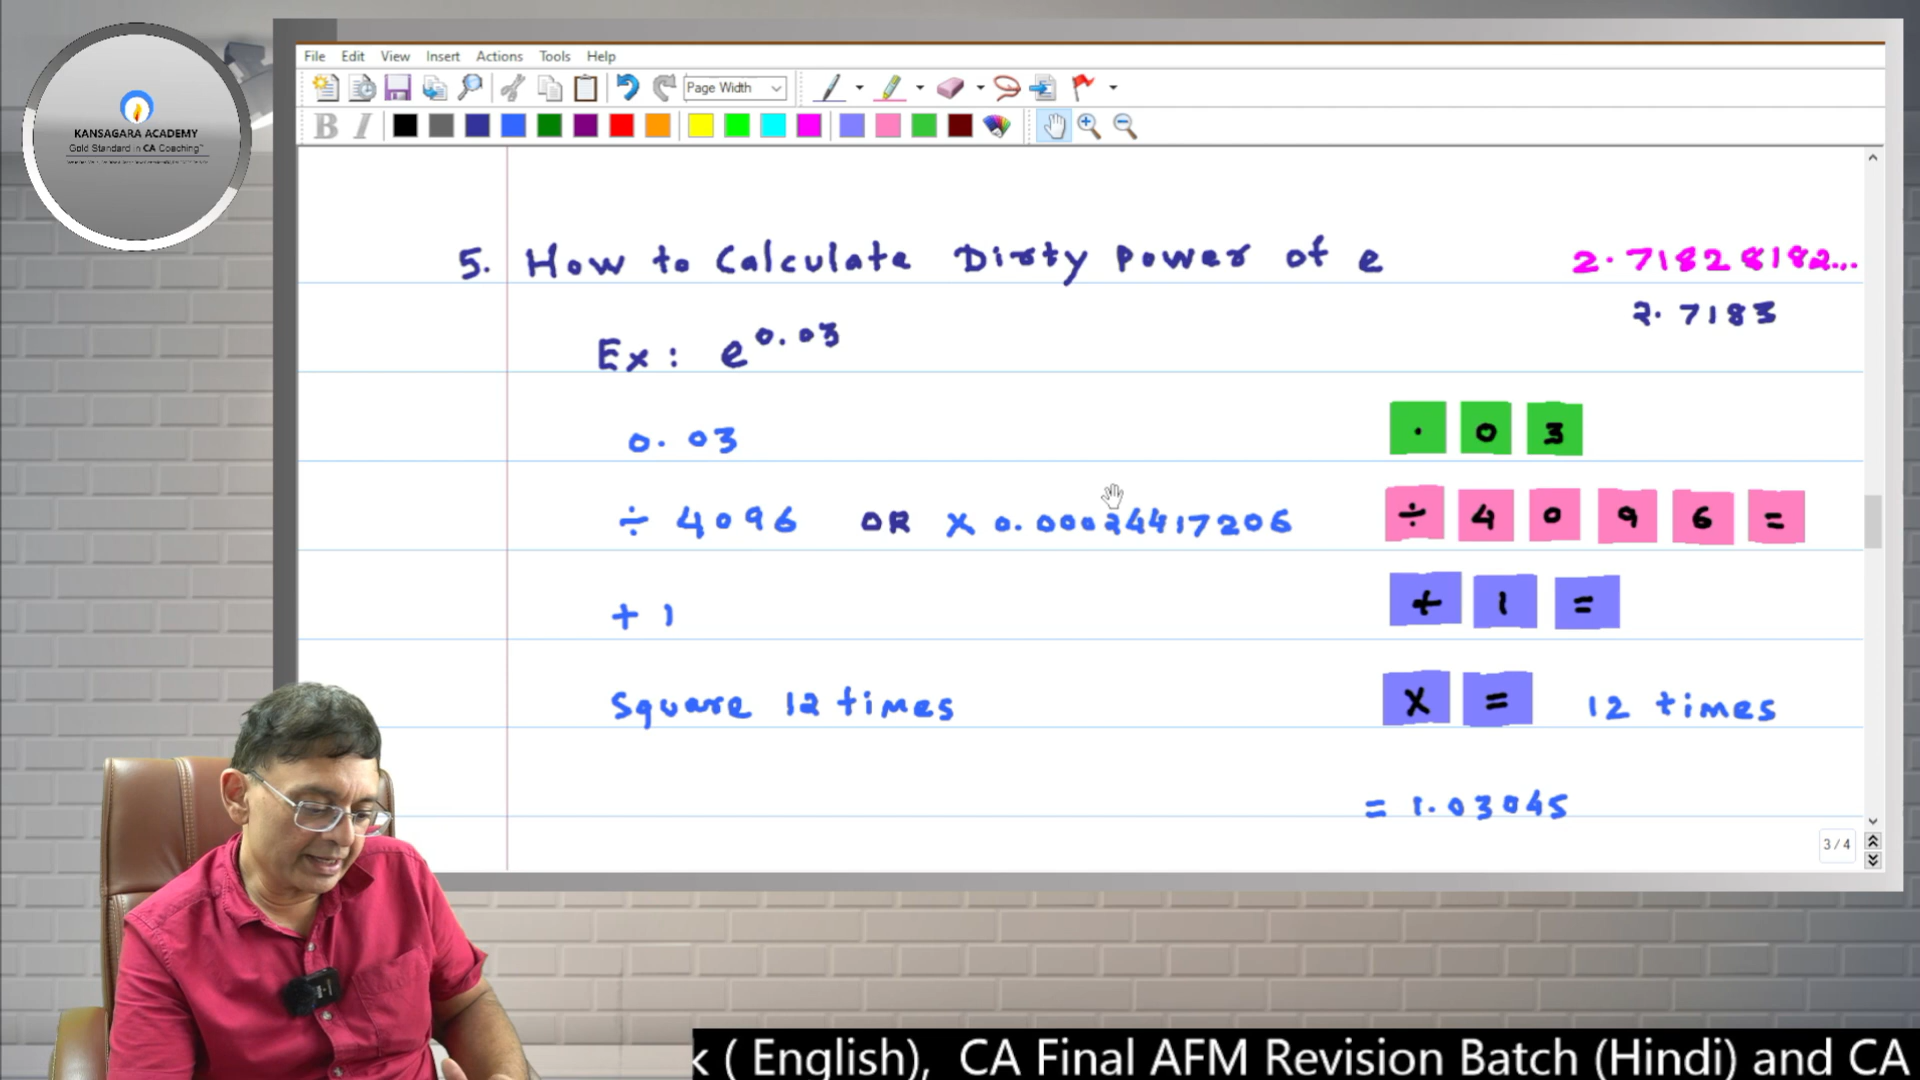 KANSAGARA ACADEMY
Gold Standard in CA Coaching™
File Edit View Insert Actions Tools Help
Page Width
B I
5. How to Calculate Dirty Power of e
2.71828182...
2.7183
Ex: e^0.03
0.03
. 0 3
÷ 4096 OR × 0.00024417206
÷ 4 0 9 6 =
+ 1
+ 1 =
Square 12 times
× = 12 times
= 1.03045
3 / 4
k ( English), CA Final AFM Revision Batch (Hindi) and CA